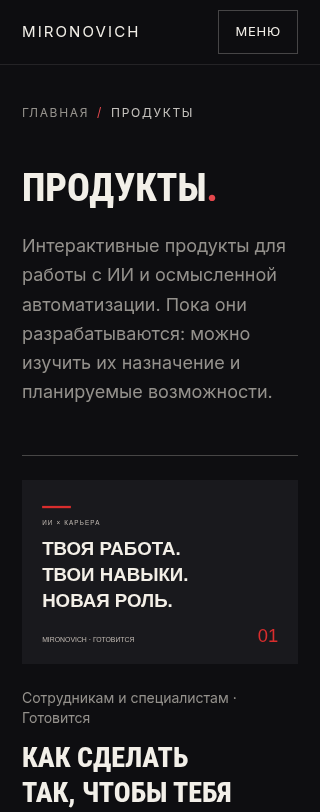 MIRONOVICH
МЕНЮ
ГЛАВНАЯ / ПРОДУКТЫ
ПРОДУКТЫ.
Интерактивные продукты для
работы с ИИ и осмысленной
автоматизации. Пока они
разрабатываются: можно
изучить их назначение и
планируемые возможности.
ИИ × КАРЬЕРА
ТВОЯ РАБОТА.
ТВОИ НАВЫКИ.
НОВАЯ РОЛЬ.
MIRONOVICH · ГОТОВИТСЯ
01
Сотрудникам и специалистам ·
Готовится
КАК СДЕЛАТЬ
ТАК, ЧТОБЫ ТЕБЯ